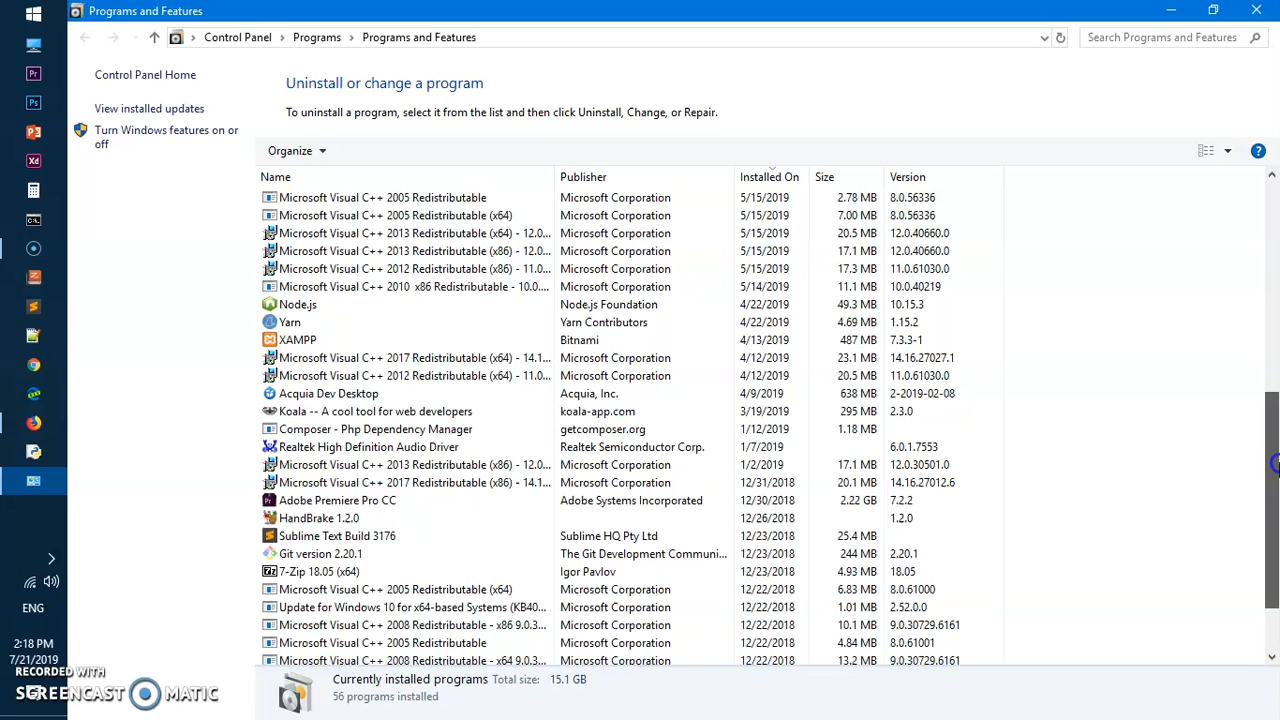 Programs and Features
Control Panel > Programs > Programs and Features
Search Programs and Features
Control Panel Home
View installed updates
Turn Windows features on or
off
Uninstall or change a program
To uninstall a program, select it from the list and then click Uninstall, Change, or Repair.
Organize
Name Publisher Installed On Size Version
Microsoft Visual C++ 2005 Redistributable Microsoft Corporation 5/15/2019 2.78 MB 8.0.56336
Microsoft Visual C++ 2005 Redistributable (x64) Microsoft Corporation 5/15/2019 7.00 MB 8.0.56336
Microsoft Visual C++ 2013 Redistributable (x64) - 12.0... Microsoft Corporation 5/15/2019 20.5 MB 12.0.40660.0
Microsoft Visual C++ 2013 Redistributable (x86) - 12.0... Microsoft Corporation 5/15/2019 17.1 MB 12.0.40660.0
Microsoft Visual C++ 2012 Redistributable (x86) - 11.0... Microsoft Corporation 5/15/2019 17.3 MB 11.0.61030.0
Microsoft Visual C++ 2010 x86 Redistributable - 10.0... Microsoft Corporation 5/14/2019 11.1 MB 10.0.40219
Node.js Node.js Foundation 4/22/2019 49.3 MB 10.15.3
Yarn Yarn Contributors 4/22/2019 4.69 MB 1.15.2
XAMPP Bitnami 4/13/2019 487 MB 7.3.3-1
Microsoft Visual C++ 2017 Redistributable (x64) - 14.1... Microsoft Corporation 4/12/2019 23.1 MB 14.16.27027.1
Microsoft Visual C++ 2012 Redistributable (x64) - 11.0... Microsoft Corporation 4/12/2019 20.5 MB 11.0.61030.0
Acquia Dev Desktop Acquia, Inc. 4/9/2019 638 MB 2-2019-02-08
Koala -- A cool tool for web developers koala-app.com 3/19/2019 295 MB 2.3.0
Composer - Php Dependency Manager getcomposer.org 1/12/2019 1.18 MB
Realtek High Definition Audio Driver Realtek Semiconductor Corp. 1/7/2019 6.0.1.7553
Microsoft Visual C++ 2013 Redistributable (x86) - 12.0... Microsoft Corporation 1/2/2019 17.1 MB 12.0.30501.0
Microsoft Visual C++ 2017 Redistributable (x86) - 14.1... Microsoft Corporation 12/31/2018 20.1 MB 14.16.27012.6
Adobe Premiere Pro CC Adobe Systems Incorporated 12/30/2018 2.22 GB 7.2.2
HandBrake 1.2.0 12/26/2018 1.2.0
Sublime Text Build 3176 Sublime HQ Pty Ltd 12/23/2018 25.4 MB
Git version 2.20.1 The Git Development Communi... 12/23/2018 244 MB 2.20.1
7-Zip 18.05 (x64) Igor Pavlov 12/23/2018 4.93 MB 18.05
Microsoft Visual C++ 2005 Redistributable (x64) Microsoft Corporation 12/22/2018 6.83 MB 8.0.61000
Update for Windows 10 for x64-based Systems (KB40... Microsoft Corporation 12/22/2018 1.01 MB 2.52.0.0
Microsoft Visual C++ 2008 Redistributable - x86 9.0.3... Microsoft Corporation 12/22/2018 10.1 MB 9.0.30729.6161
Microsoft Visual C++ 2005 Redistributable Microsoft Corporation 12/22/2018 4.84 MB 8.0.61001
Microsoft Visual C++ 2008 Redistributable - x64 9.0.3... Microsoft Corporation 12/22/2018 13.2 MB 9.0.30729.6161
Currently installed programs Total size: 15.1 GB
56 programs installed
Pr
Ps
Xd
ENG
2:18 PM
7/21/2019
RECORDED WITH
SCREENCAST MATIC